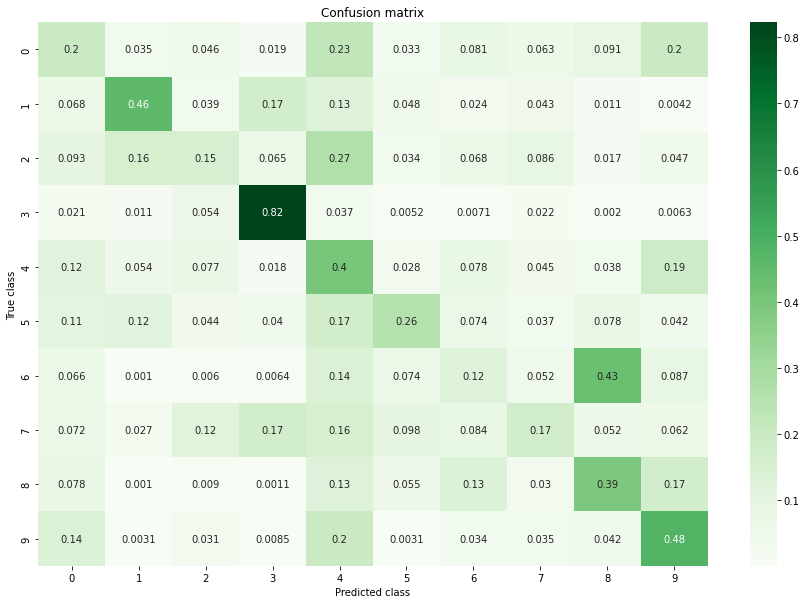 Confusion matrix
0 0.2 0.035 0.046 0.019 0.23 0.033 0.081 0.063 0.091 0.2
1 0.068 0.46 0.039 0.17 0.13 0.048 0.024 0.043 0.011 0.0042
2 0.093 0.16 0.15 0.065 0.27 0.034 0.068 0.086 0.017 0.047
3 0.021 0.011 0.054 0.82 0.037 0.0052 0.0071 0.022 0.002 0.0063
4 0.12 0.054 0.077 0.018 0.4 0.028 0.078 0.045 0.038 0.19
True class
5 0.11 0.12 0.044 0.04 0.17 0.26 0.074 0.037 0.078 0.042
6 0.066 0.001 0.006 0.0064 0.14 0.074 0.12 0.052 0.43 0.087
7 0.072 0.027 0.12 0.17 0.16 0.098 0.084 0.17 0.052 0.062
8 0.078 0.001 0.009 0.0011 0.13 0.055 0.13 0.03 0.39 0.17
9 0.14 0.0031 0.031 0.0085 0.2 0.0031 0.034 0.035 0.042 0.48
0 1 2 3 4 5 6 7 8 9
Predicted class
0.8
0.7
0.6
0.5
0.4
0.3
0.2
0.1